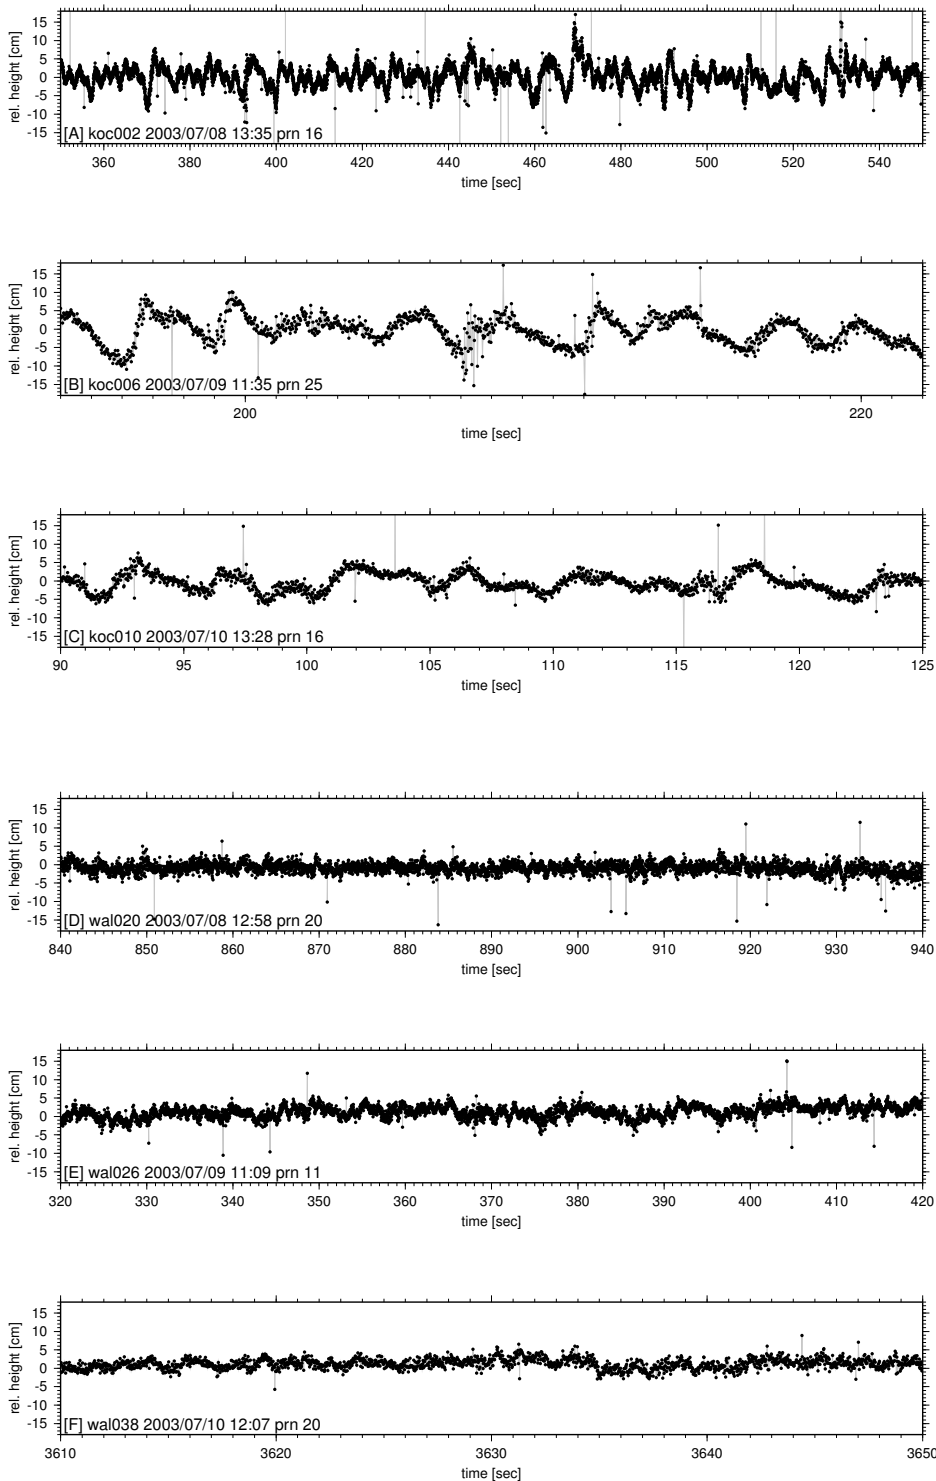 15
10
5
0
-5
-10
-15
rel. height [cm]
[A] koc002 2003/07/08 13:35 prn 16
360 380 400 420 440 460 480 500 520 540
time [sec]
15
10
5
0
-5
-10
-15
rel. height [cm]
[B] koc006 2003/07/09 11:35 prn 25
200 220
time [sec]
15
10
5
0
-5
-10
-15
rel. height [cm]
[C] koc010 2003/07/10 13:28 prn 16
90 95 100 105 110 115 120 125
time [sec]
15
10
5
0
-5
-10
-15
rel. height [cm]
[D] wal020 2003/07/08 12:58 prn 20
840 850 860 870 880 890 900 910 920 930 940
time [sec]
15
10
5
0
-5
-10
-15
rel. height [cm]
[E] wal026 2003/07/09 11:09 prn 11
320 330 340 350 360 370 380 390 400 410 420
time [sec]
15
10
5
0
-5
-10
-15
rel. height [cm]
[F] wal038 2003/07/10 12:07 prn 20
3610 3620 3630 3640 3650
time [sec]